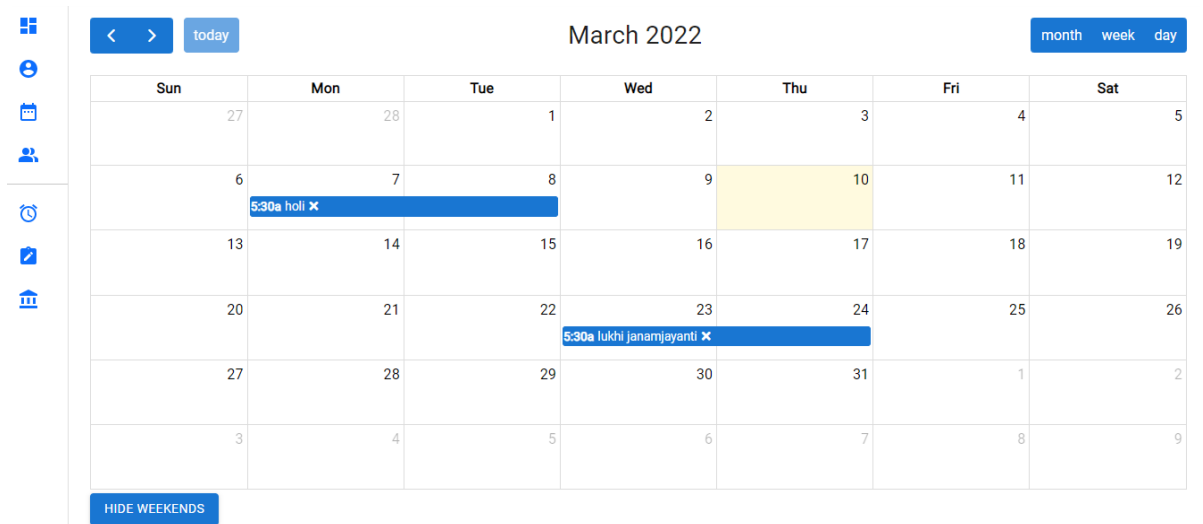 today March 2022 month week day
Sun Mon Tue Wed Thu Fri Sat
27 28 1 2 3 4 5
6 7 8 9 10 11 12
5:30a holi ×
13 14 15 16 17 18 19
20 21 22 23 24 25 26
5:30a lukhi janamjayanti ×
27 28 29 30 31 1 2
3 4 5 6 7 8 9
HIDE WEEKENDS